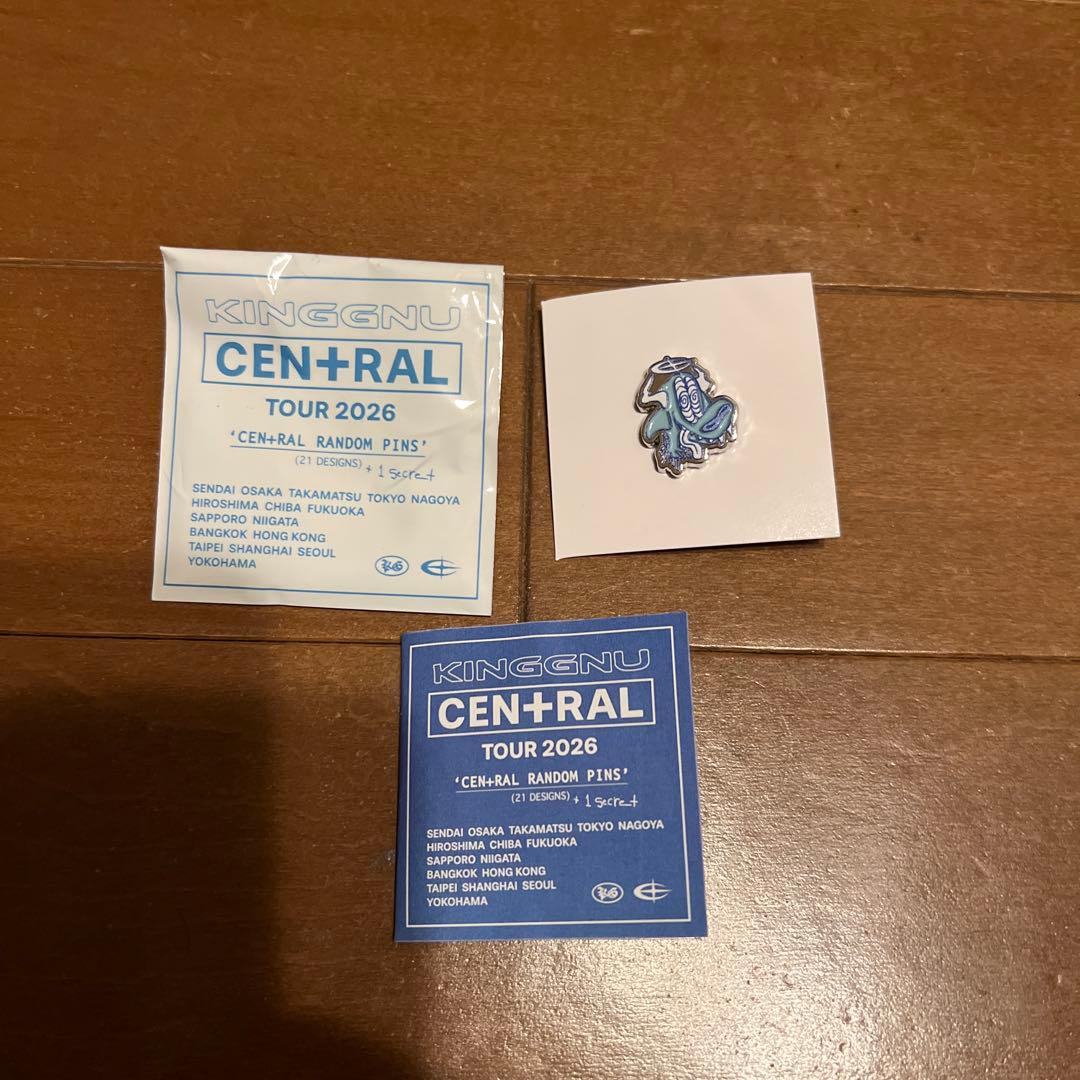 KINGGNU
CEN+RAL
TOUR 2026
'CEN+RAL RANDOM PINS'
(21 DESIGNS) + 1 secret
SENDAI OSAKA TAKAMATSU TOKYO NAGOYA
HIROSHIMA CHIBA FUKUOKA
SAPPORO NIIGATA
BANGKOK HONG KONG
TAIPEI SHANGHAI SEOUL
YOKOHAMA
KINGGNU
CEN+RAL
TOUR 2026
'CEN+RAL RANDOM PINS'
(21 DESIGNS) + 1 secret
SENDAI OSAKA TAKAMATSU TOKYO NAGOYA
HIROSHIMA CHIBA FUKUOKA
SAPPORO NIIGATA
BANGKOK HONG KONG
TAIPEI SHANGHAI SEOUL
YOKOHAMA